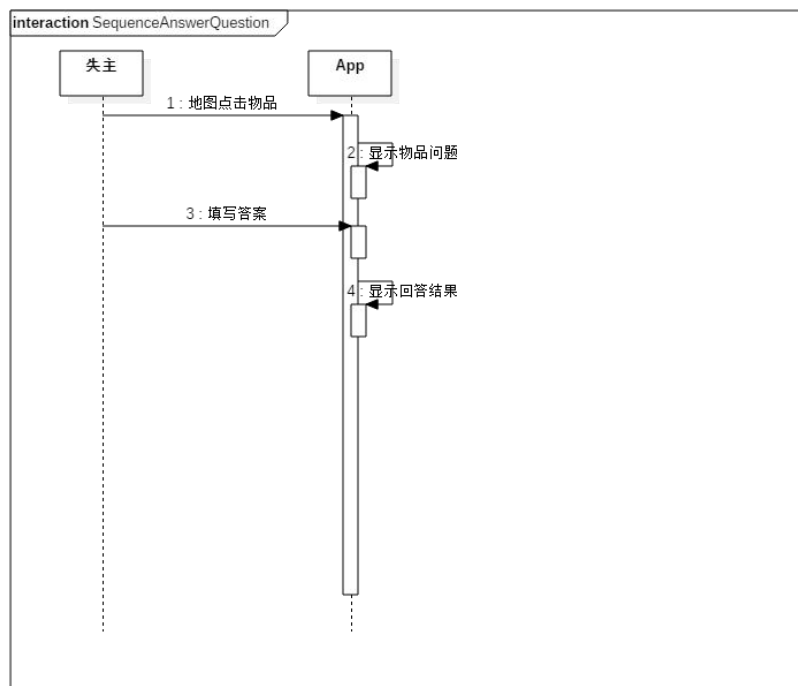 interaction SequenceAnswerQuestion
失主
App
1 : 地图点击物品
2 : 显示物品问题
3 : 填写答案
4 : 显示回答结果